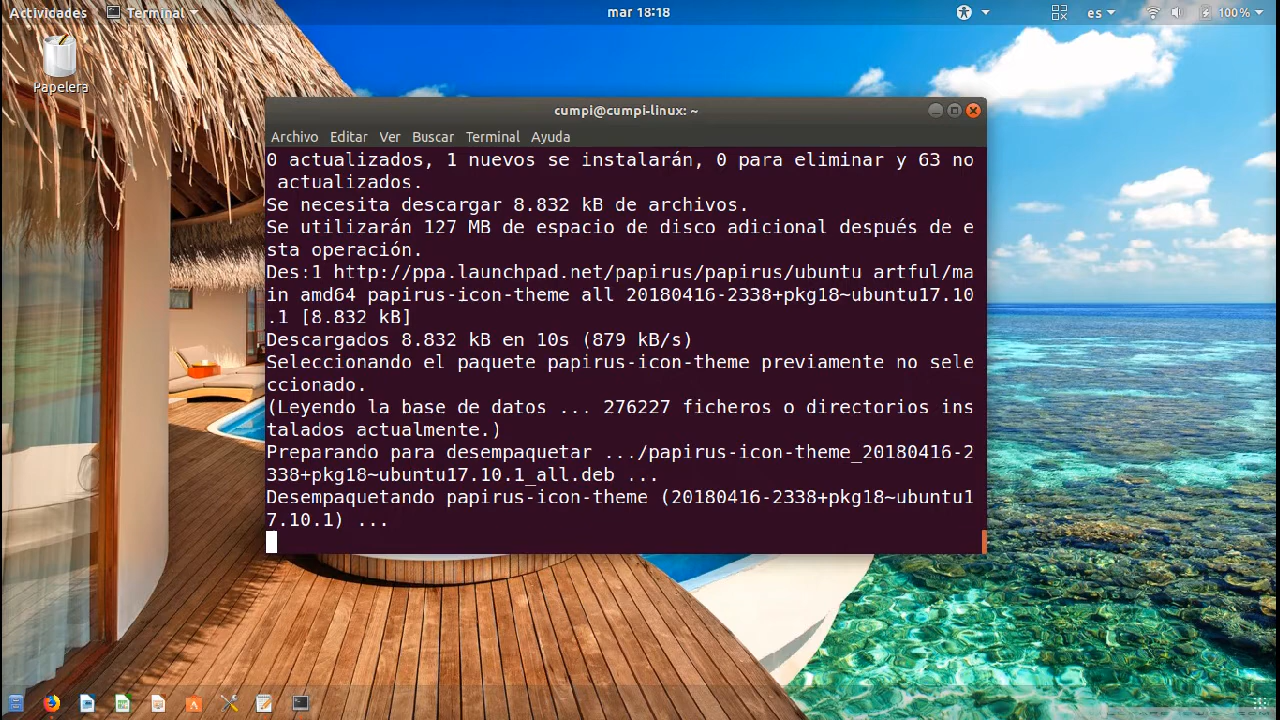 Actividades Terminal mar 18:18 es 100%
Papelera
cumpi@cumpi-linux: ~
Archivo Editar Ver Buscar Terminal Ayuda
0 actualizados, 1 nuevos se instalarán, 0 para eliminar y 63 no
actualizados.
Se necesita descargar 8.832 kB de archivos.
Se utilizarán 127 MB de espacio de disco adicional después de e
sta operación.
Des:1 http://ppa.launchpad.net/papirus/papirus/ubuntu artful/ma
in amd64 papirus-icon-theme all 20180416-2338+pkg18~ubuntu17.10
.1 [8.832 kB]
Descargados 8.832 kB en 10s (879 kB/s)
Seleccionando el paquete papirus-icon-theme previamente no sele
ccionado.
(Leyendo la base de datos ... 276227 ficheros o directorios ins
talados actualmente.)
Preparando para desempaquetar .../papirus-icon-theme_20180416-2
338+pkg18~ubuntu17.10.1_all.deb ...
Desempaquetando papirus-icon-theme (20180416-2338+pkg18~ubuntu1
7.10.1) ...